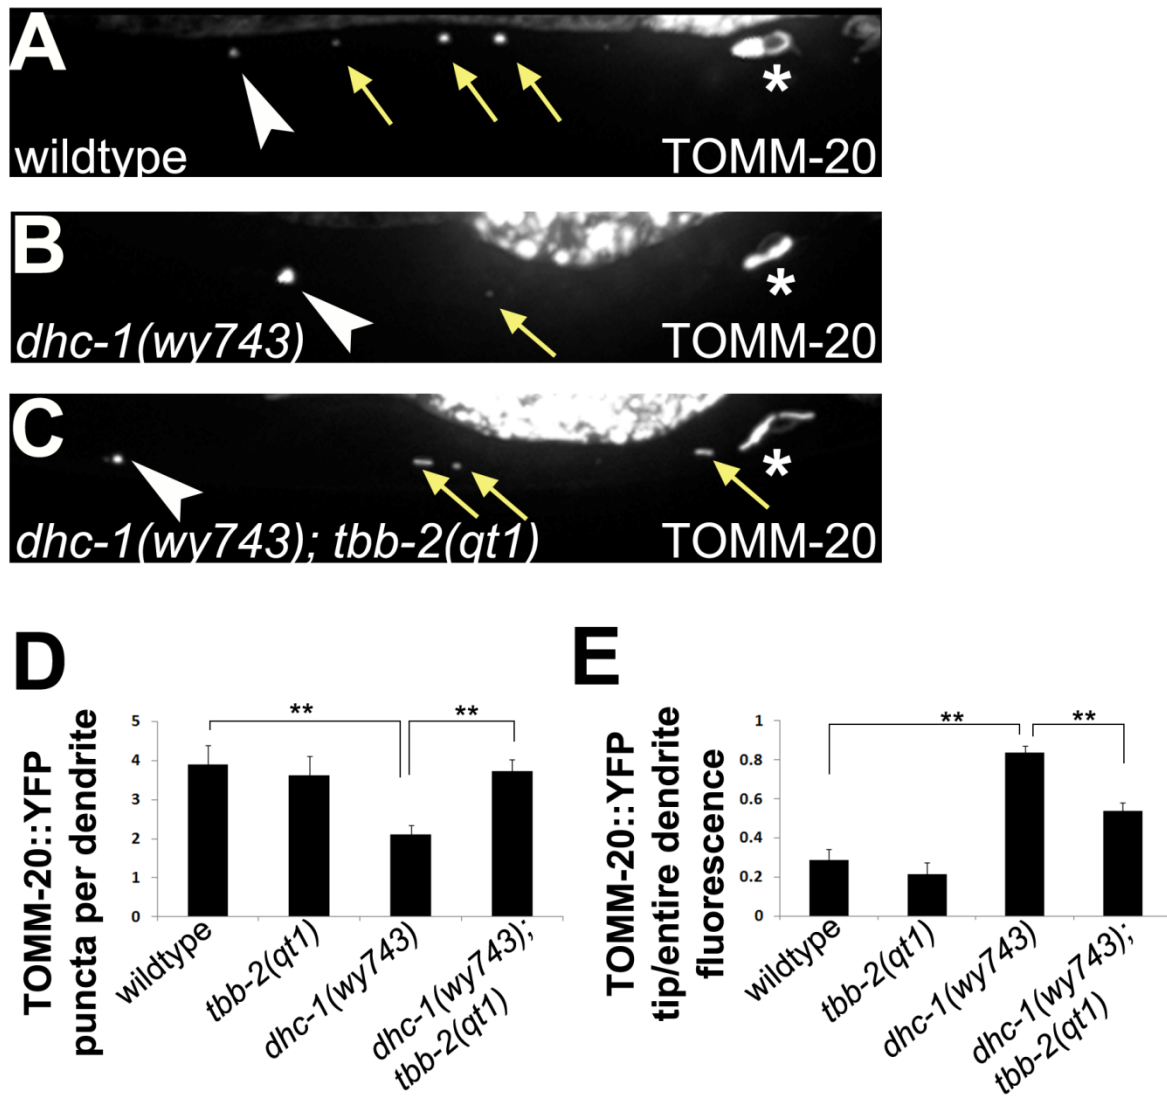 A
*
wildtype TOMM-20
B
*
dhc-1(wy743) TOMM-20
C
*
dhc-1(wy743); tbb-2(qt1) TOMM-20
D
TOMM-20::YFP
puncta per dendrite
5
4
3
2
1
0
** **
wildtype
tbb-2(qt1)
dhc-1(wy743)
dhc-1(wy743);
tbb-2(qt1)
E
TOMM-20::YFP
tip/entire dendrite
fluorescence
1
0.8
0.6
0.4
0.2
0
** **
wildtype
tbb-2(qt1)
dhc-1(wy743)
dhc-1(wy743);
tbb-2(qt1)